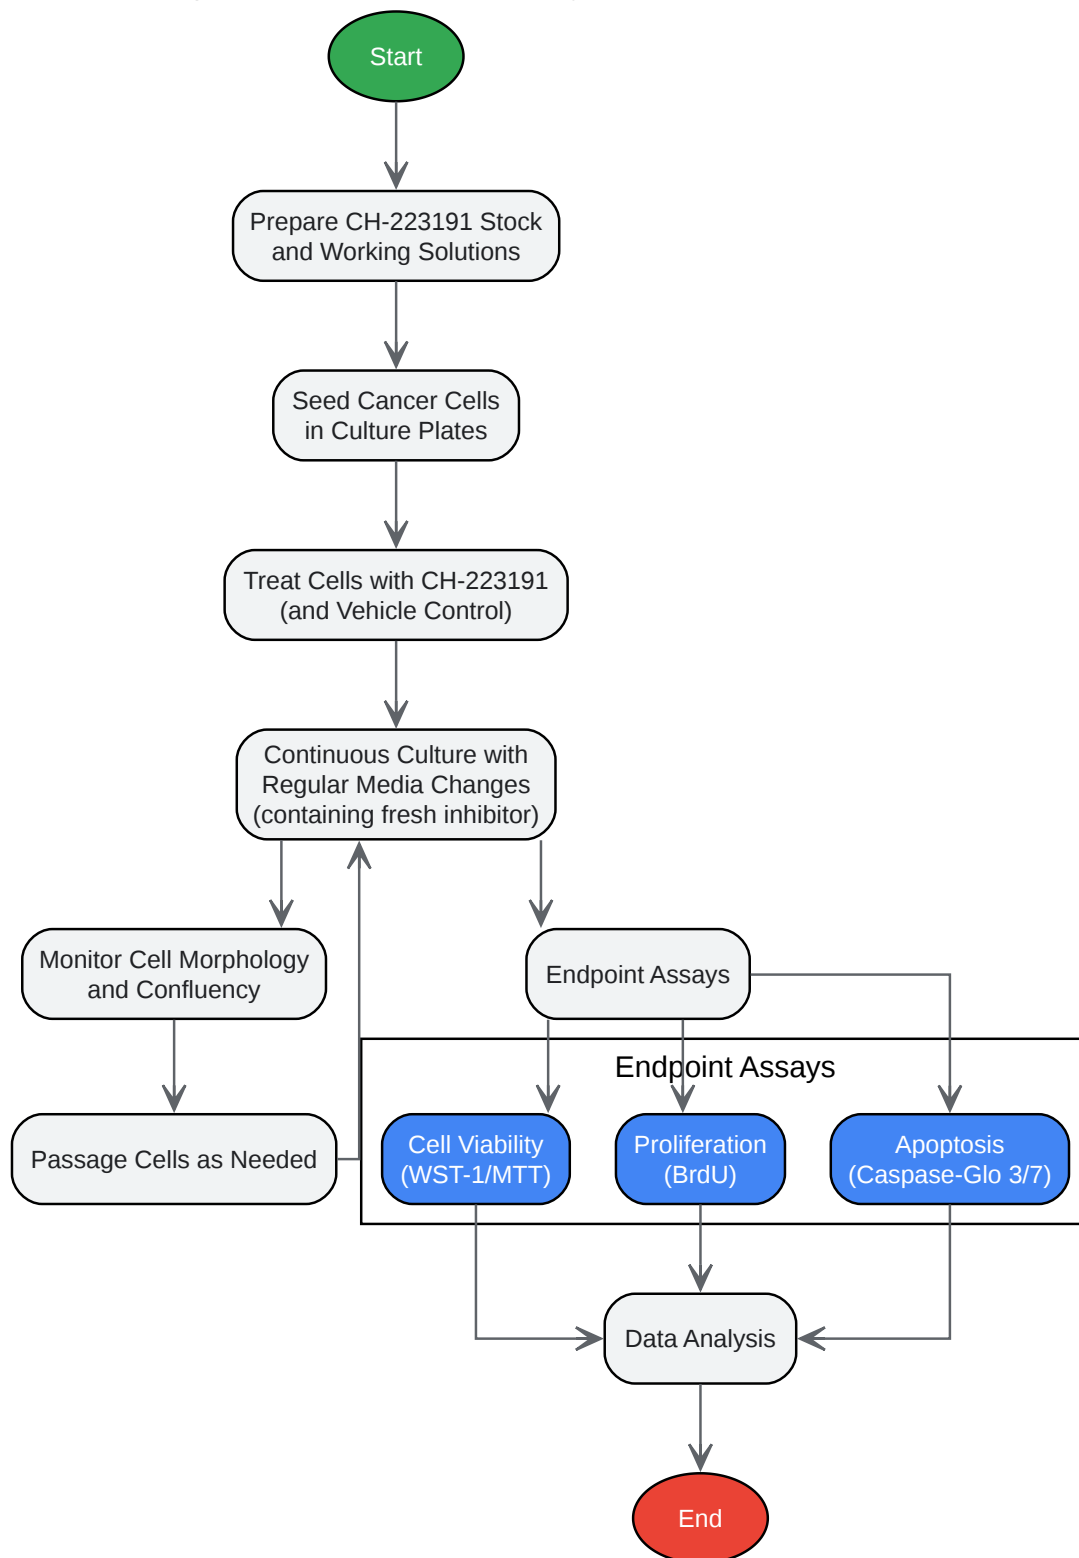 Start
Prepare CH-223191 Stock
and Working Solutions
Seed Cancer Cells
in Culture Plates
Treat Cells with CH-223191
(and Vehicle Control)
Continuous Culture with
Regular Media Changes
(containing fresh inhibitor)
Monitor Cell Morphology
and Confluency
Endpoint Assays
Passage Cells as Needed
Endpoint Assays
Cell Viability
(WST-1/MTT)
Proliferation
(BrdU)
Apoptosis
(Caspase-Glo 3/7)
Data Analysis
End